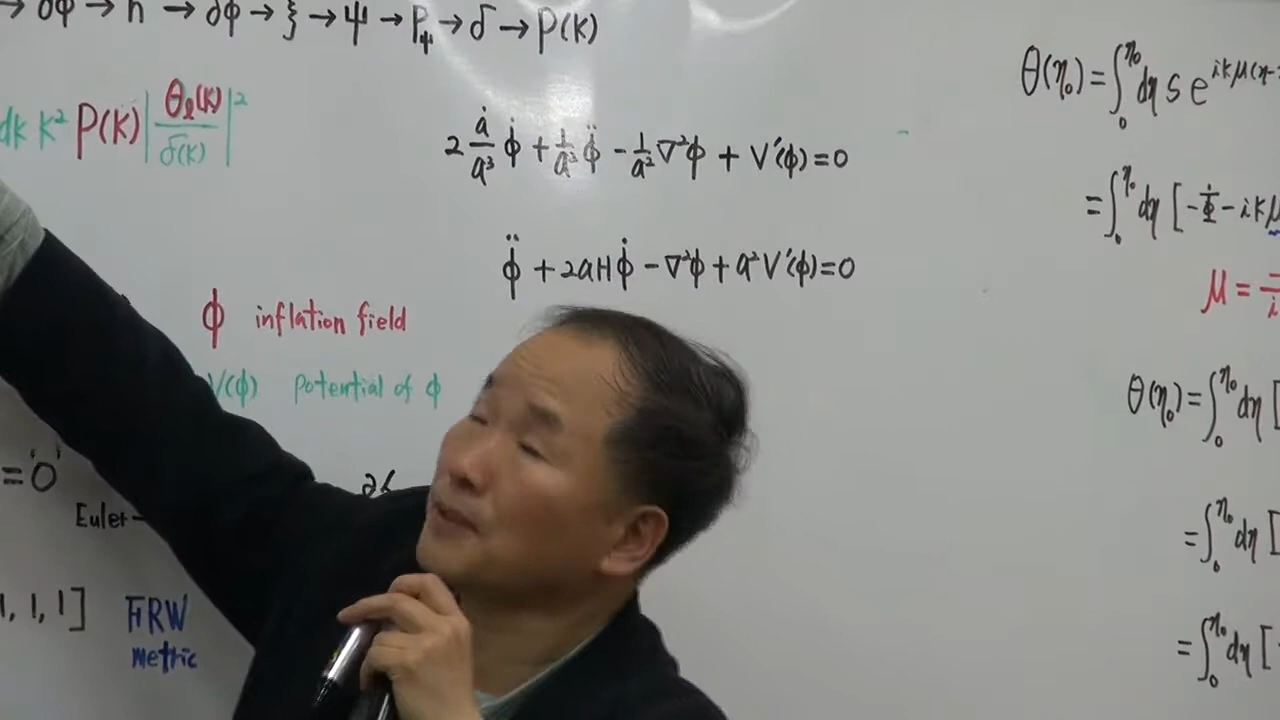 → δφ → h → δφ → ξ → Ψ → P_Ψ → δ → P(k)
dk k² P(k) | θ_ℓ(k) / δ(k) |²
2 ȧ/a³ φ̇ + 1/a² φ̈ − 1/a² ∇²φ + V′(φ) = 0
φ̈ + 2aHφ̇ − ∇²φ + a²V′(φ) = 0
φ inflation field
V(φ) Potential of φ
= 0
Euler-
1, 1, 1] FRW
metric
θ(η₀) = ∫₀^η₀ dη S e^{ikμ(η-
= ∫₀^η₀ dη [ −Φ̇ − ikμ
μ =
θ(η₀) = ∫₀^η₀ dη [
= ∫₀^η₀ dη [
= ∫₀^η₀ dη [